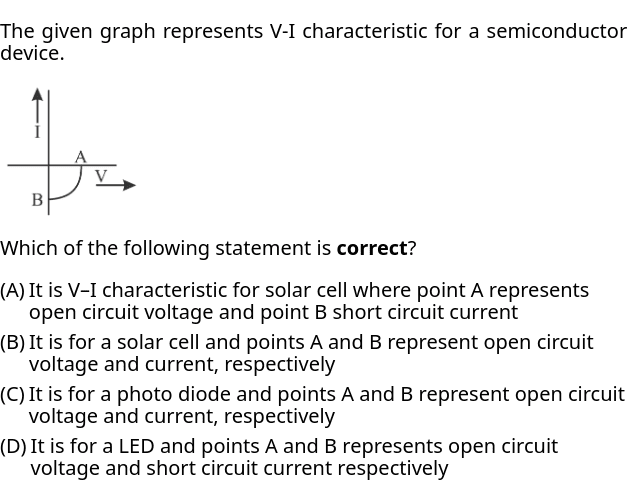 The given graph represents V-I characteristic for a semiconductor
device.
I
A
V
B
Which of the following statement is correct?
(A) It is V–I characteristic for solar cell where point A represents
open circuit voltage and point B short circuit current
(B) It is for a solar cell and points A and B represent open circuit
voltage and current, respectively
(C) It is for a photo diode and points A and B represent open circuit
voltage and current, respectively
(D) It is for a LED and points A and B represents open circuit
voltage and short circuit current respectively